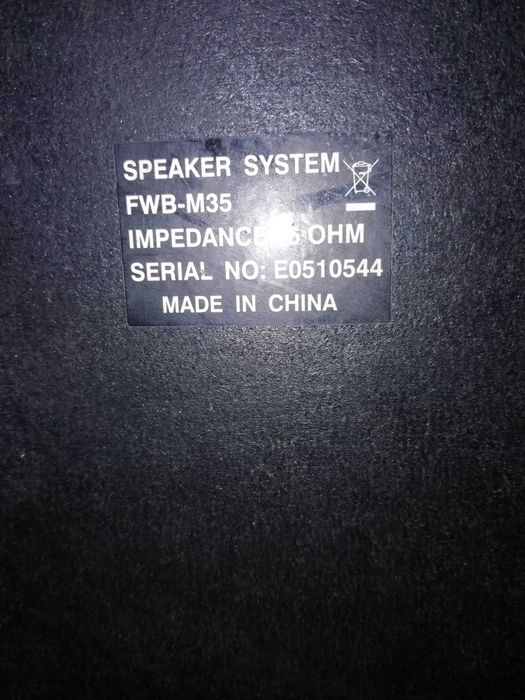 SPEAKER SYSTEM
FWB-M35
IMPEDANCE OHM
SERIAL NO: E0510544
MADE IN CHINA